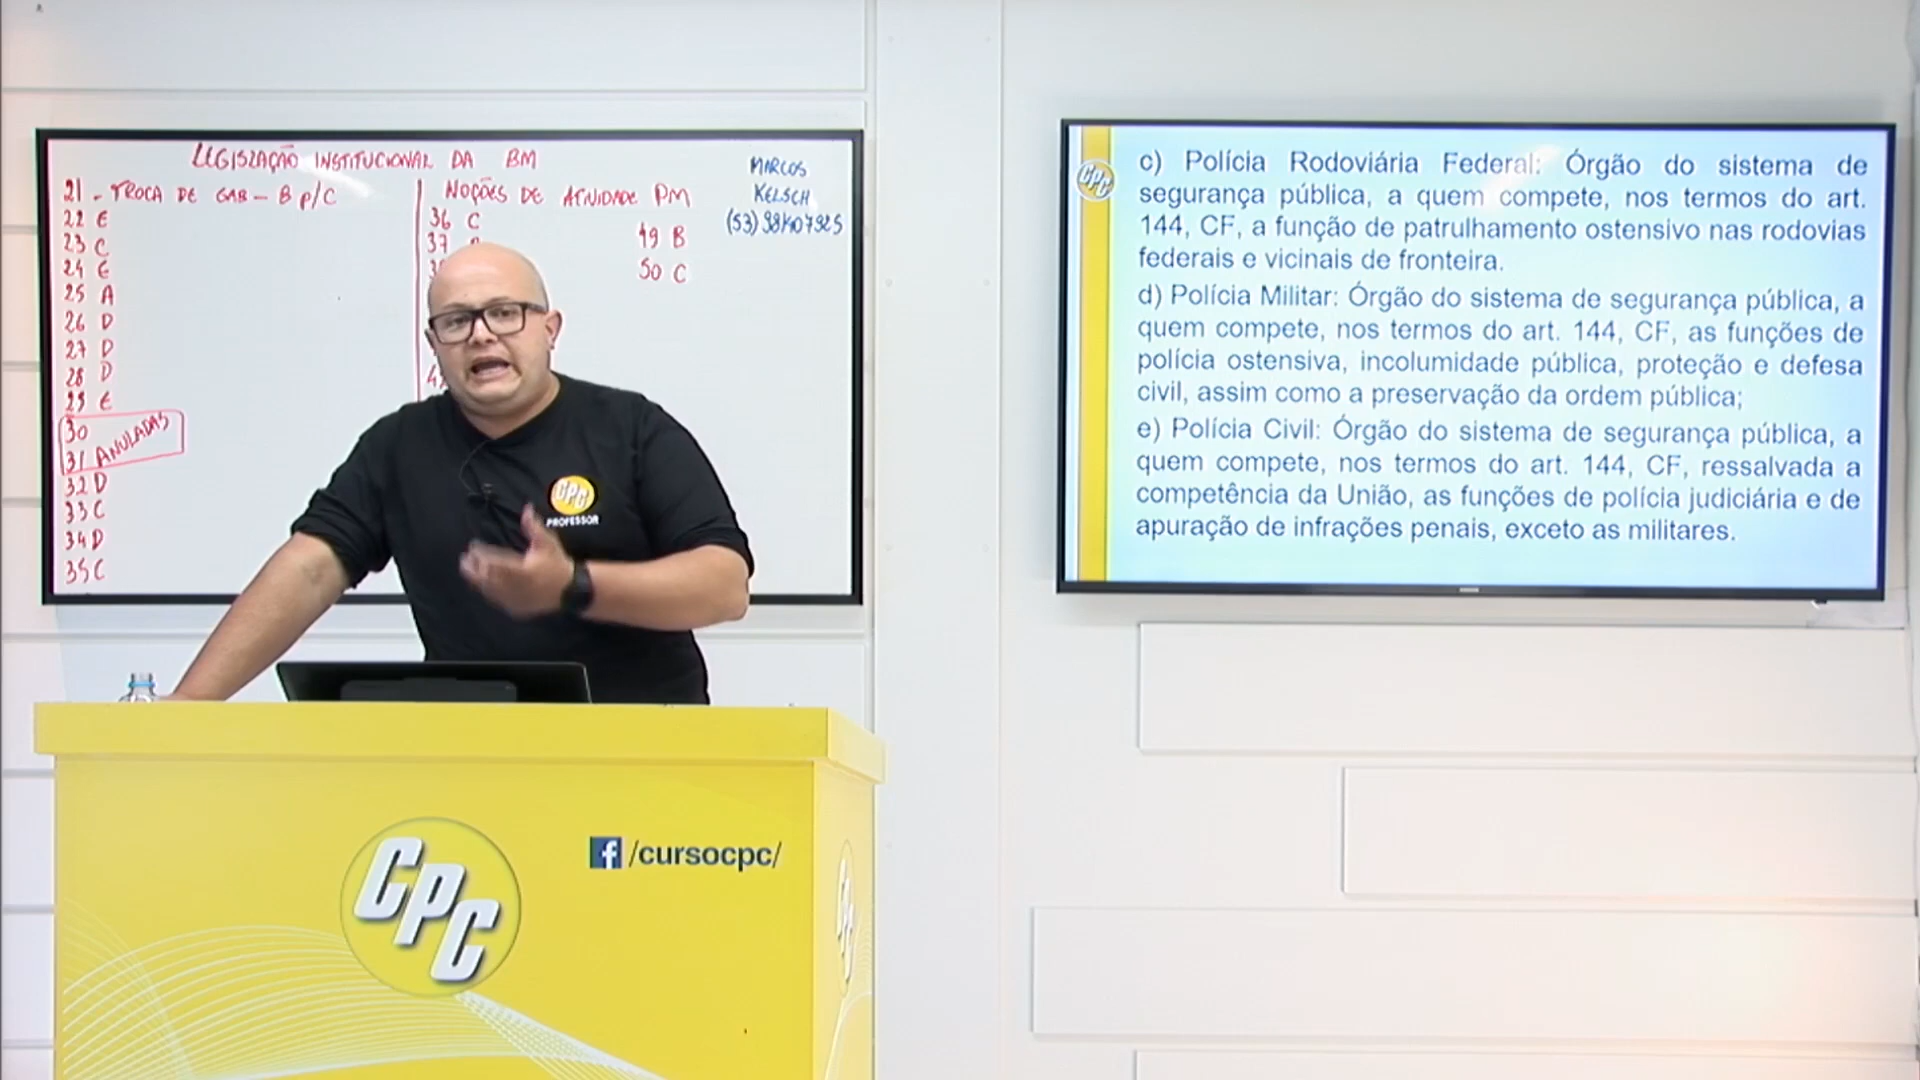 LEGISLAÇÃO INSTITUCIONAL DA BM
21 - TROCA DE GAB - B p/C
22 E
23 C
24 E
25 A
26 D
27 D
28 D
29 E
30
31 ANULADAS
32 D
33 C
34 D
35 C
NOÇÕES DE ATIVIDADE PM
36 C
37
49 B
50 C
MARCOS
KELSCH
(53)
CPC
PROFESSOR
CPC
/cursocpc/
CPC
c) Polícia Rodoviária Federal: Órgão do sistema de
segurança pública, a quem compete, nos termos do art.
144, CF, a função de patrulhamento ostensivo nas rodovias
federais e vicinais de fronteira.
d) Polícia Militar: Órgão do sistema de segurança pública, a
quem compete, nos termos do art. 144, CF, as funções de
polícia ostensiva, incolumidade pública, proteção e defesa
civil, assim como a preservação da ordem pública;
e) Polícia Civil: Órgão do sistema de segurança pública, a
quem compete, nos termos do art. 144, CF, ressalvada a
competência da União, as funções de polícia judiciária e de
apuração de infrações penais, exceto as militares.